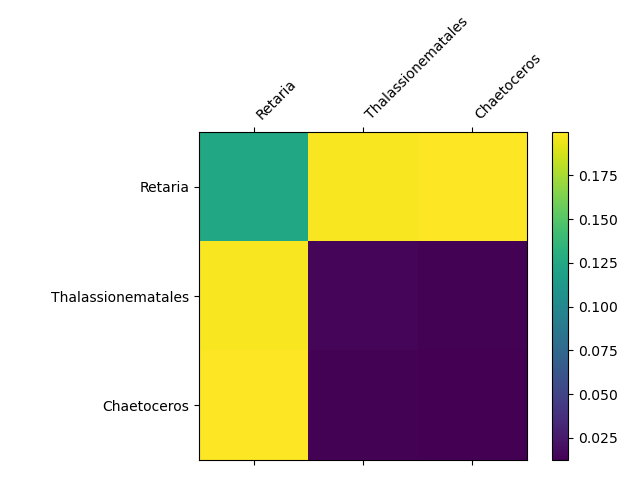 Retaria
Thalassionematales
Chaetoceros
Retaria
Thalassionematales
Chaetoceros
0.175
0.150
0.125
0.100
0.075
0.050
0.025